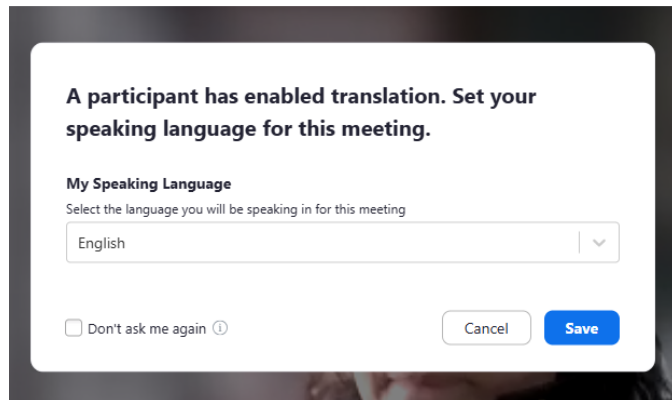 A participant has enabled translation. Set your
speaking language for this meeting.
My Speaking Language
Select the language you will be speaking in for this meeting
English
Don't ask me again
Cancel
Save